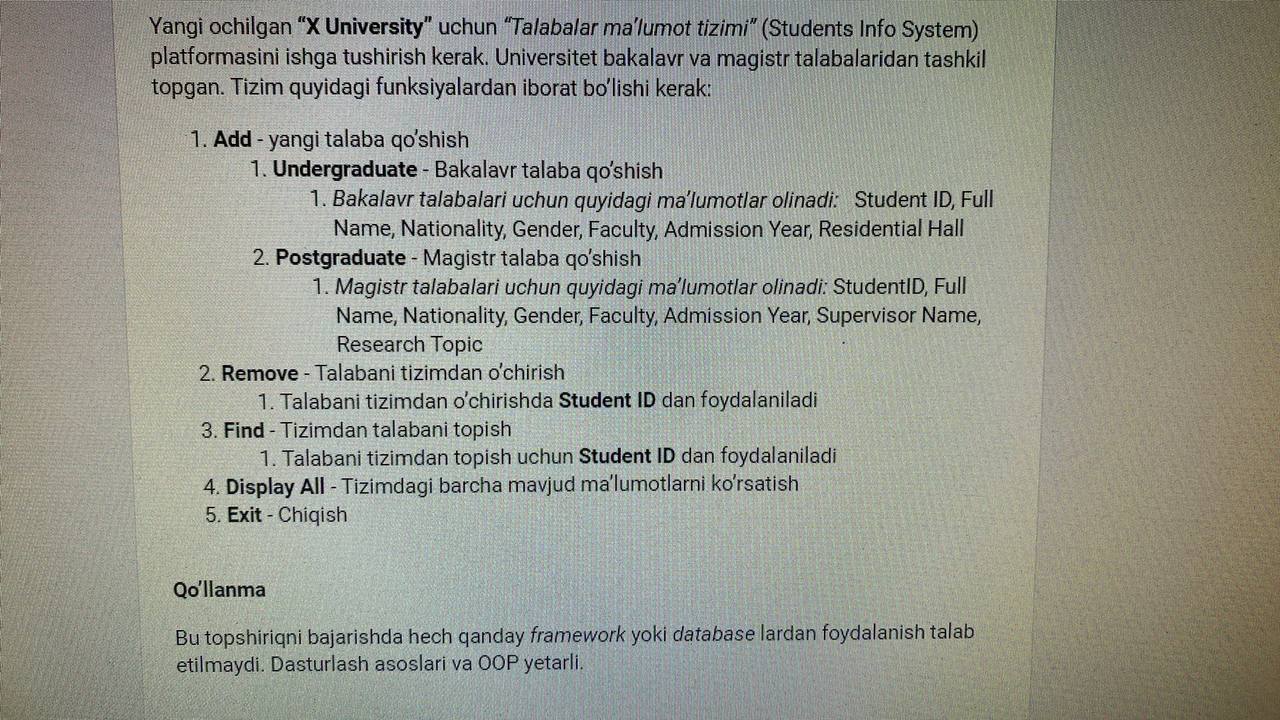 Yangi ochilgan “X University” uchun “Talabalar ma’lumot tizimi” (Students Info System)
platformasini ishga tushirish kerak. Universitet bakalavr va magistr talabalaridan tashkil
topgan. Tizim quyidagi funksiyalardan iborat bo’lishi kerak:
1. Add - yangi talaba qo’shish
1. Undergraduate - Bakalavr talaba qo’shish
1. Bakalavr talabalari uchun quyidagi ma’lumotlar olinadi: Student ID, Full
Name, Nationality, Gender, Faculty, Admission Year, Residential Hall
2. Postgraduate - Magistr talaba qo’shish
1. Magistr talabalari uchun quyidagi ma’lumotlar olinadi: StudentID, Full
Name, Nationality, Gender, Faculty, Admission Year, Supervisor Name,
Research Topic
2. Remove - Talabani tizimdan o’chirish
1. Talabani tizimdan o’chirishda Student ID dan foydalaniladi
3. Find - Tizimdan talabani topish
1. Talabani tizimdan topish uchun Student ID dan foydalaniladi
4. Display All - Tizimdagi barcha mavjud ma’lumotlarni ko’rsatish
5. Exit - Chiqish
Qo’llanma
Bu topshiriqni bajarishda hech qanday framework yoki database lardan foydalanish talab
etilmaydi. Dasturlash asoslari va OOP yetarli.